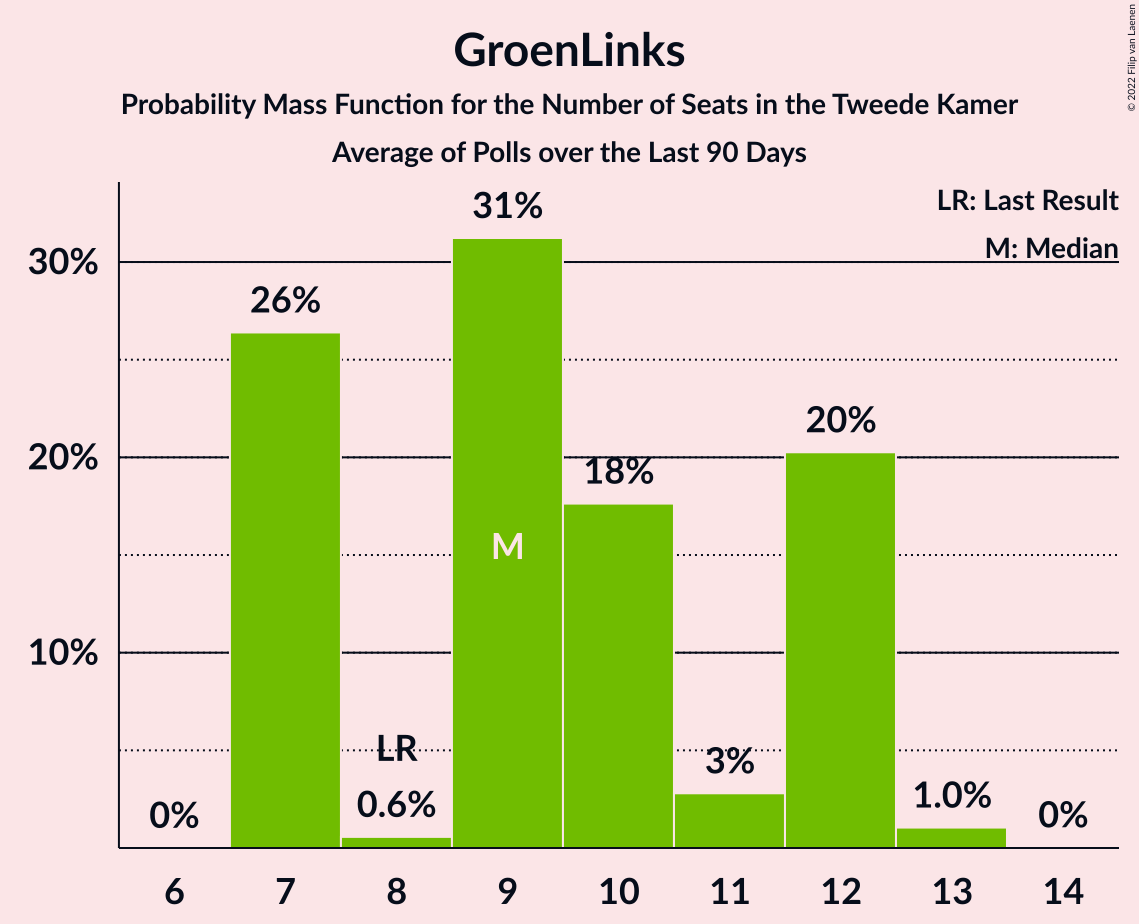 GroenLinks
Probability Mass Function for the Number of Seats in the Tweede Kamer
Average of Polls over the Last 90 Days
© 2022 Filip van Laenen
LR: Last Result
M: Median
30%
20%
10%
0%
26%
LR
0.6%
31%
M
18%
3%
20%
1.0%
0%
6 7 8 9 10 11 12 13 14